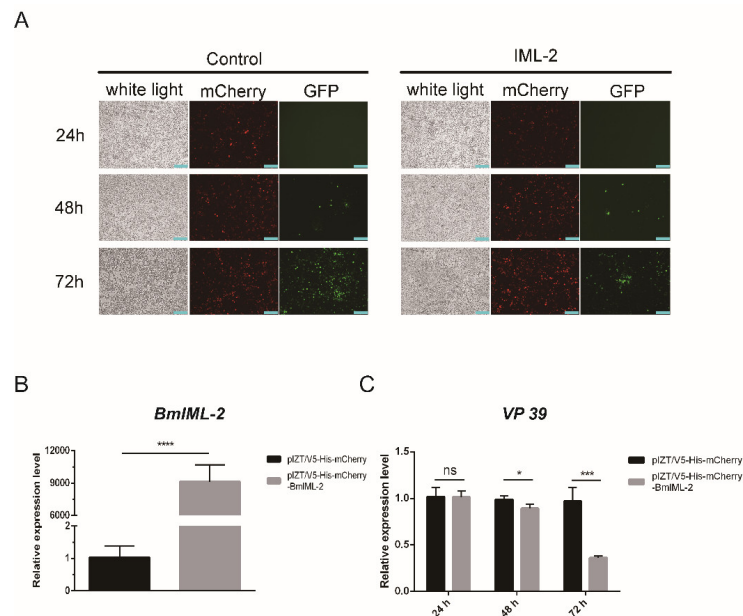 A
Control
IML-2
white light mCherry GFP
white light mCherry GFP
24h
48h
72h
B
BmIML-2
Relative expression level
12000
9000
6000
2
1
0
****
pIZT/V5-His-mCherry
pIZT/V5-His-mCherry
-BmIML-2
C
VP 39
Relative expression level
1.5
1.0
0.5
0.0
ns
*
***
24 h
48 h
72 h
pIZT/V5-His-mCherry
pIZT/V5-His-mCherry
-BmIML-2